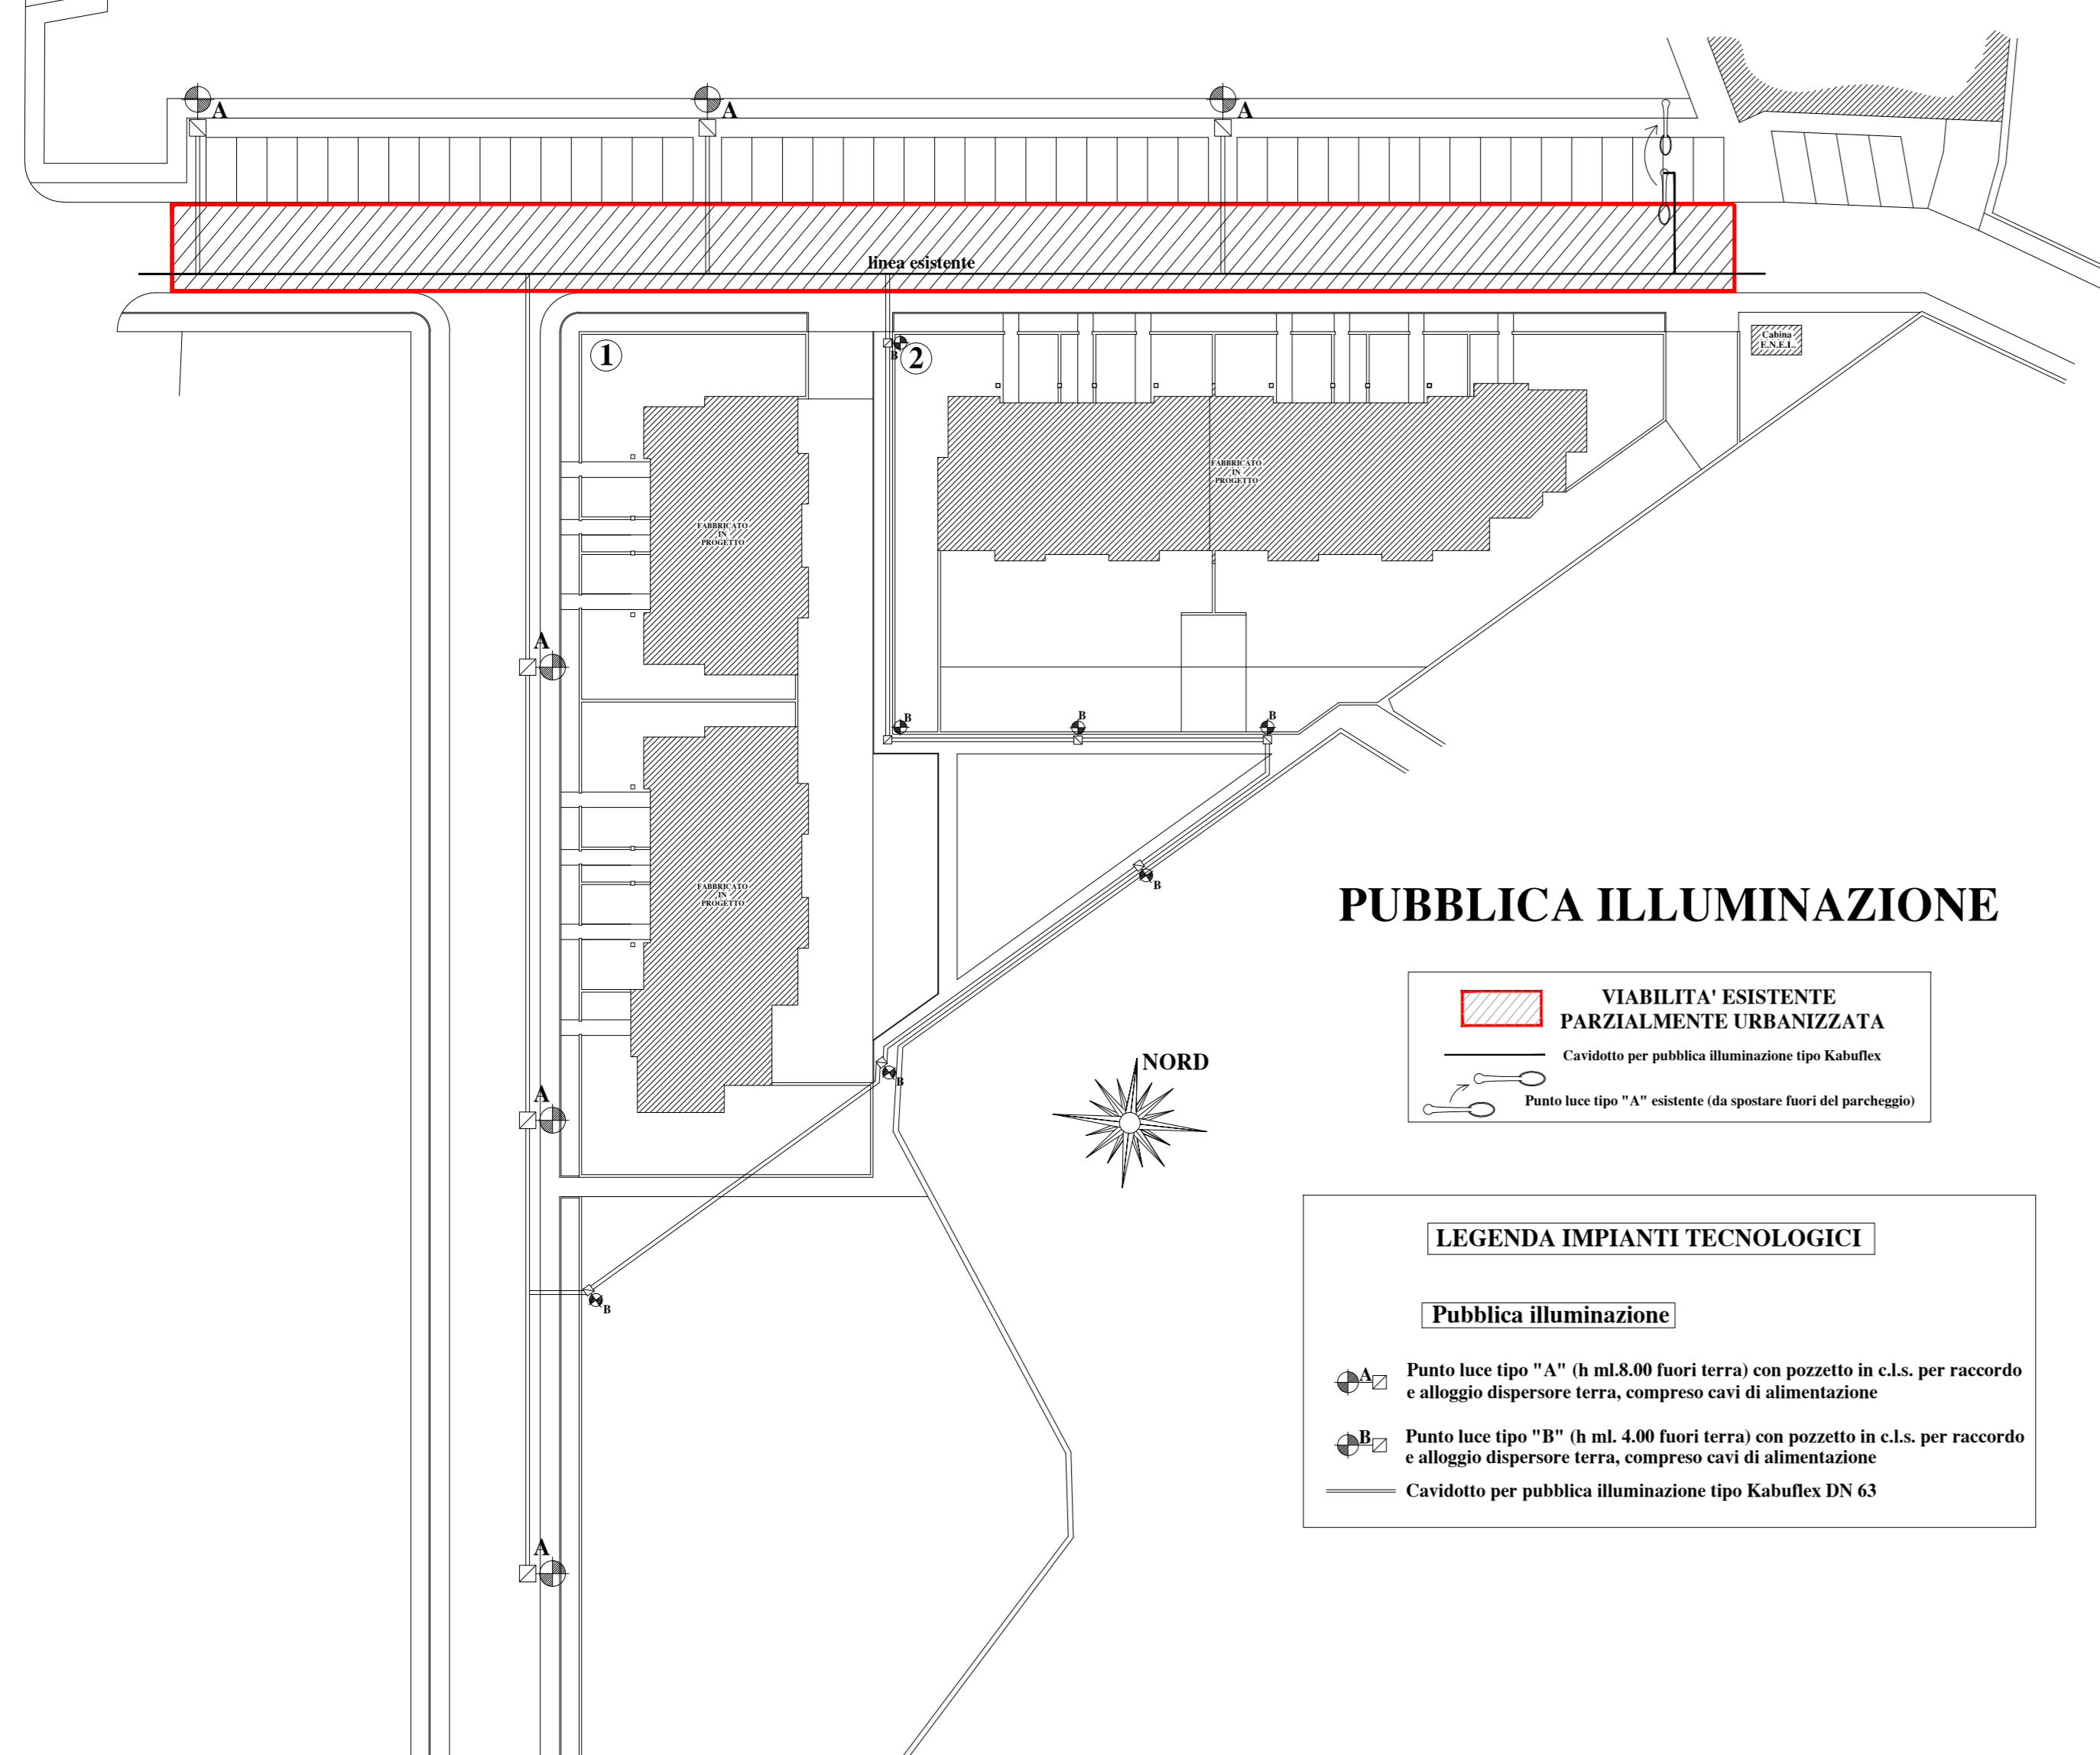 A
A
A
linea esistente
1
B
2
Cabina
E.N.E.L.
FABBRICATO
IN
PROGETTO
FABBRICATO
IN
PROGETTO
A
B
B
B
B
FABBRICATO
IN
PROGETTO
PUBBLICA ILLUMINAZIONE
VIABILITA' ESISTENTE
PARZIALMENTE URBANIZZATA
Cavidotto per pubblica illuminazione tipo Kabuflex
Punto luce tipo "A" esistente (da spostare fuori del parcheggio)
NORD
B
A
B
A
LEGENDA IMPIANTI TECNOLOGICI
Pubblica illuminazione
A
Punto luce tipo "A" (h ml.8.00 fuori terra) con pozzetto in c.l.s. per raccordo
e alloggio dispersore terra, compreso cavi di alimentazione
B
Punto luce tipo "B" (h ml. 4.00 fuori terra) con pozzetto in c.l.s. per raccordo
e alloggio dispersore terra, compreso cavi di alimentazione
Cavidotto per pubblica illuminazione tipo Kabuflex DN 63